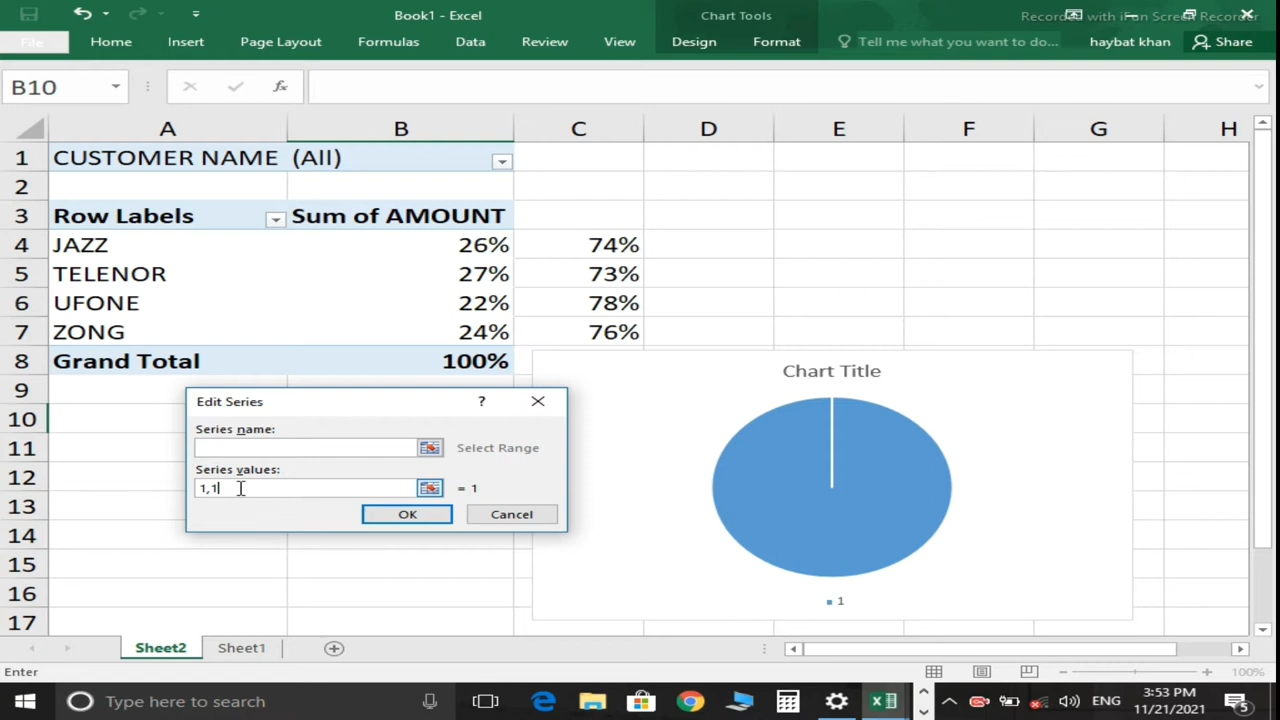 Book1 - Excel
Chart Tools
Recorded with iFun Screen Recorder
File
Home
Insert
Page Layout
Formulas
Data
Review
View
Design
Format
Tell me what you want to do...
haybat khan
Share
B10
fx
A B C D E F G H
1 CUSTOMER NAME (All)
2
3 Row Labels Sum of AMOUNT
4 JAZZ 26% 74%
5 TELENOR 27% 73%
6 UFONE 22% 78%
7 ZONG 24% 76%
8 Grand Total 100%
9
10
11
12
13
14
15
16
17
Chart Title
1
Edit Series ?
Series name:
Select Range
Series values:
1,1 = 1
OK Cancel
Sheet2 Sheet1
Enter
100%
Type here to search
ENG
3:53 PM
11/21/2021
5